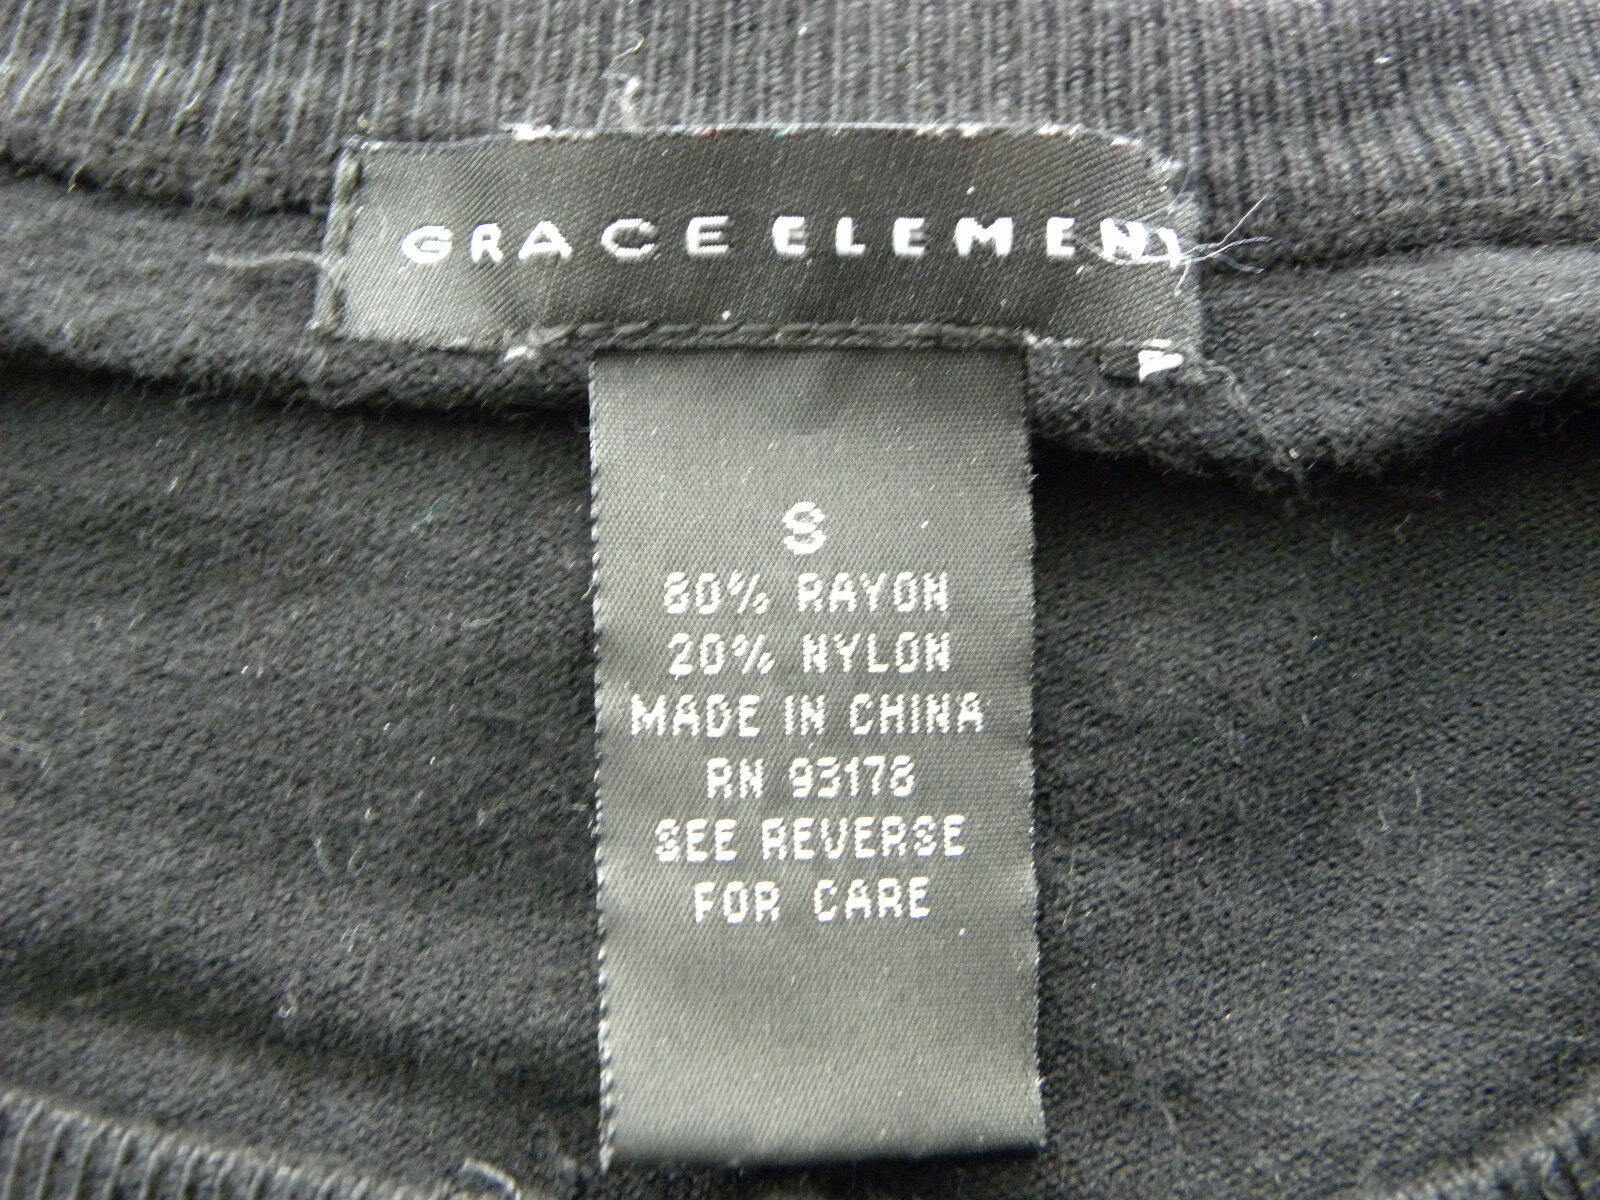 GRACE ELEMENT
S
80% RAYON
20% NYLON
MADE IN CHINA
RN 93178
SEE REVERSE
FOR CARE